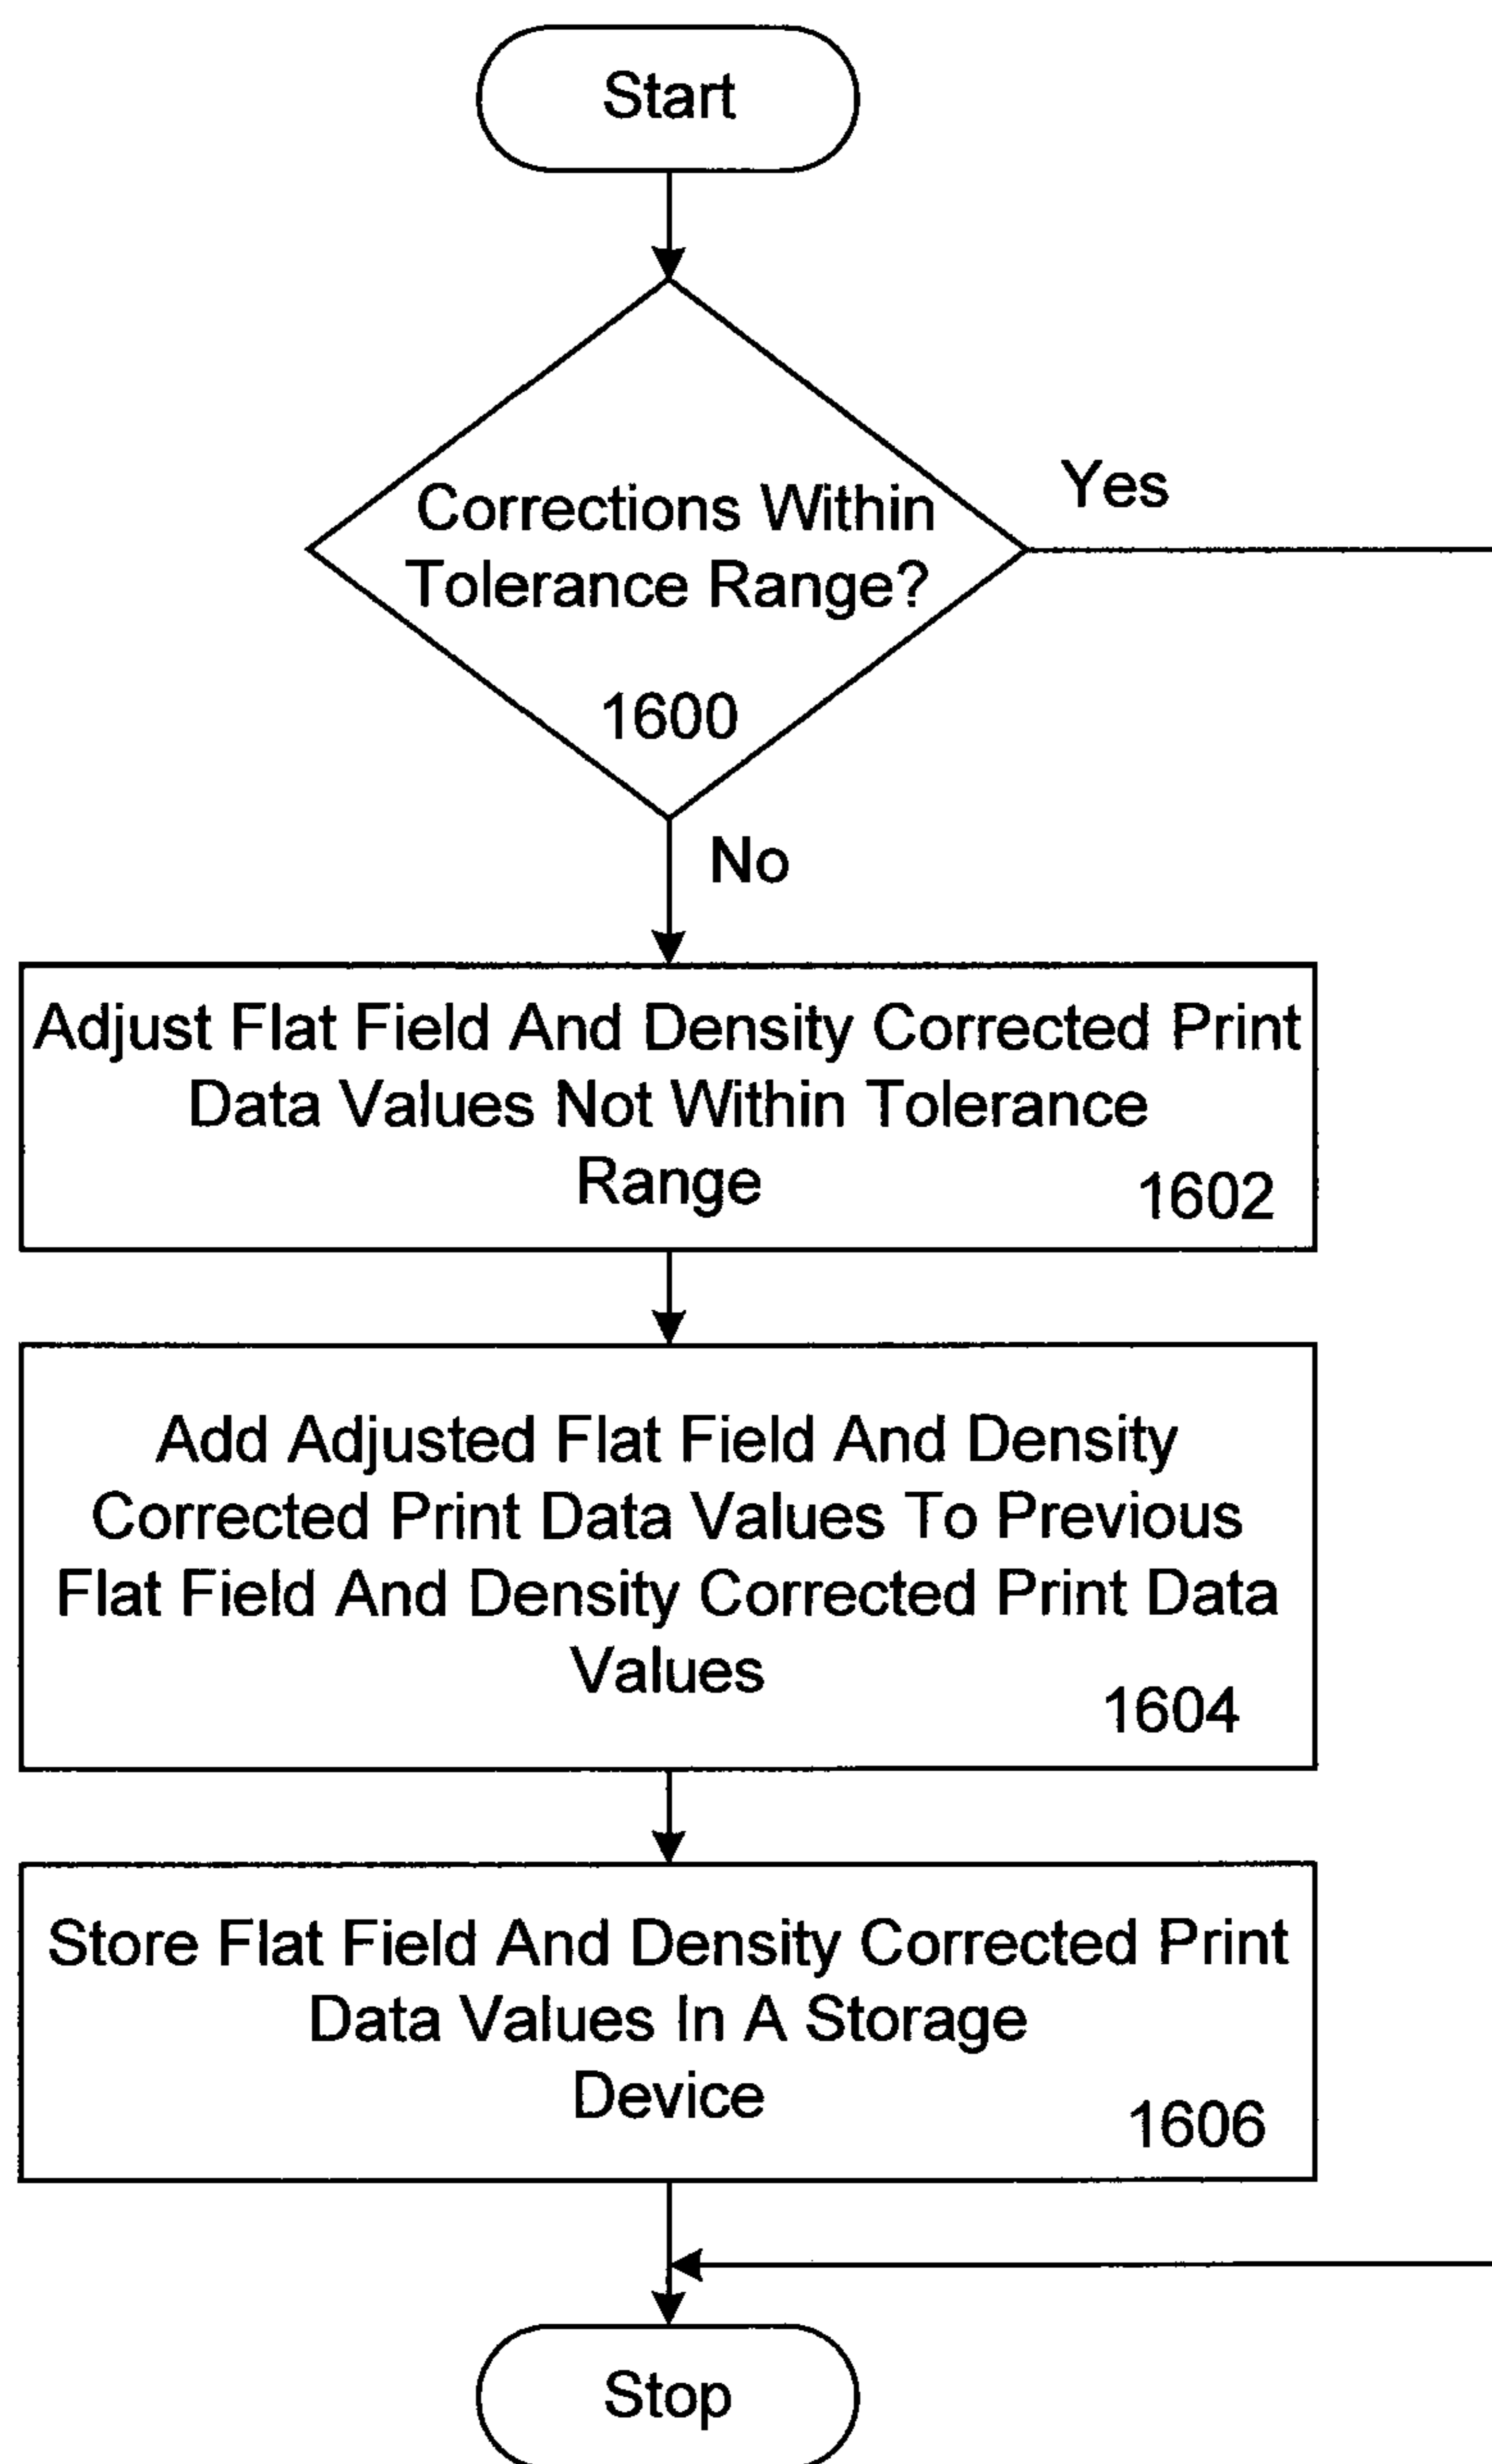 Start
Corrections Within
Tolerance Range?
1600
Yes
No
Adjust Flat Field And Density Corrected Print
Data Values Not Within Tolerance
Range
1602
Add Adjusted Flat Field And Density
Corrected Print Data Values To Previous
Flat Field And Density Corrected Print Data
Values
1604
Store Flat Field And Density Corrected Print
Data Values In A Storage
Device
1606
Stop